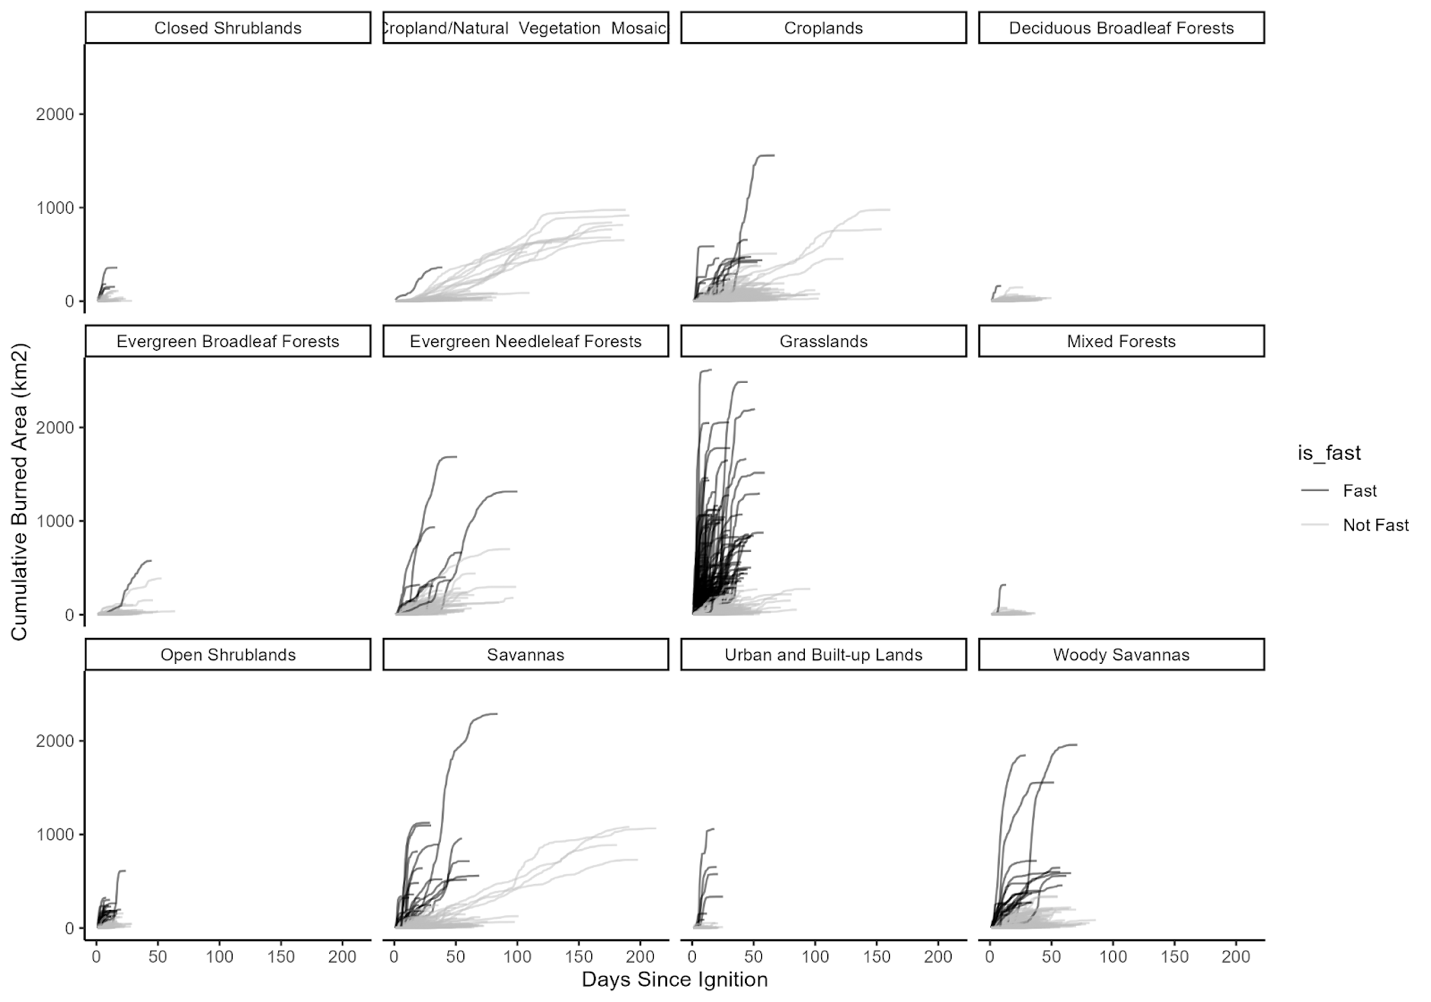 Closed Shrublands
Cropland/Natural Vegetation Mosaic
Croplands
Deciduous Broadleaf Forests
2000
1000
0
Evergreen Broadleaf Forests
Evergreen Needleleaf Forests
Grasslands
Mixed Forests
2000
1000
0
Open Shrublands
Savannas
Urban and Built-up Lands
Woody Savannas
2000
1000
0
0 50 100 150 200
0 50 100 150 200
0 50 100 150 200
0 50 100 150 200
Days Since Ignition
Cumulative Burned Area (km2)
is_fast
Fast
Not Fast